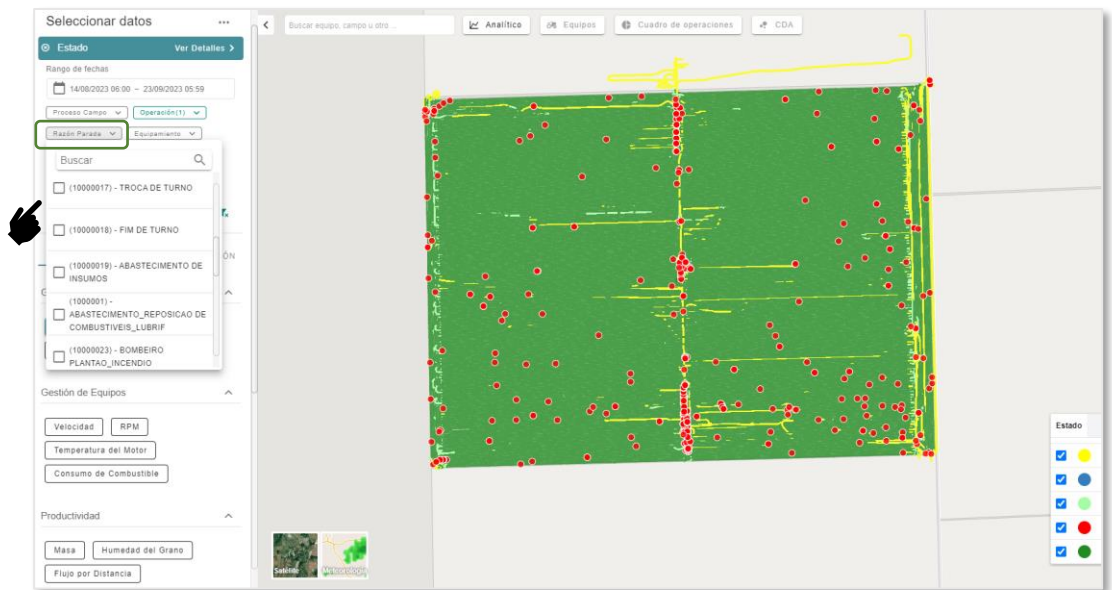 Seleccionar datos
Estado
Ver Detalles
Rango de fechas
14/08/2023 06:00 – 23/09/2023 05:59
Proceso Campo
Operación(1)
Razón Parada
Equipamiento
Buscar
(10000017) - TROCA DE TURNO
(10000018) - FIM DE TURNO
(10000019) - ABASTECIMENTO DE
INSUMOS
(1000001) -
ABASTECIMENTO_REPOSICAO DE
COMBUSTIVEIS_LUBRIF
(10000023) - BOMBEIRO
PLANTAO_INCENDIO
ÓN
G
Gestión de Equipos
Velocidad
RPM
Temperatura del Motor
Consumo de Combustible
Productividad
Masa
Humedad del Grano
Flujo por Distancia
Buscar equipo, campo u otro ...
Analítico
Equipos
Cuadro de operaciones
CDA
Satélite
Meteorología
Estado